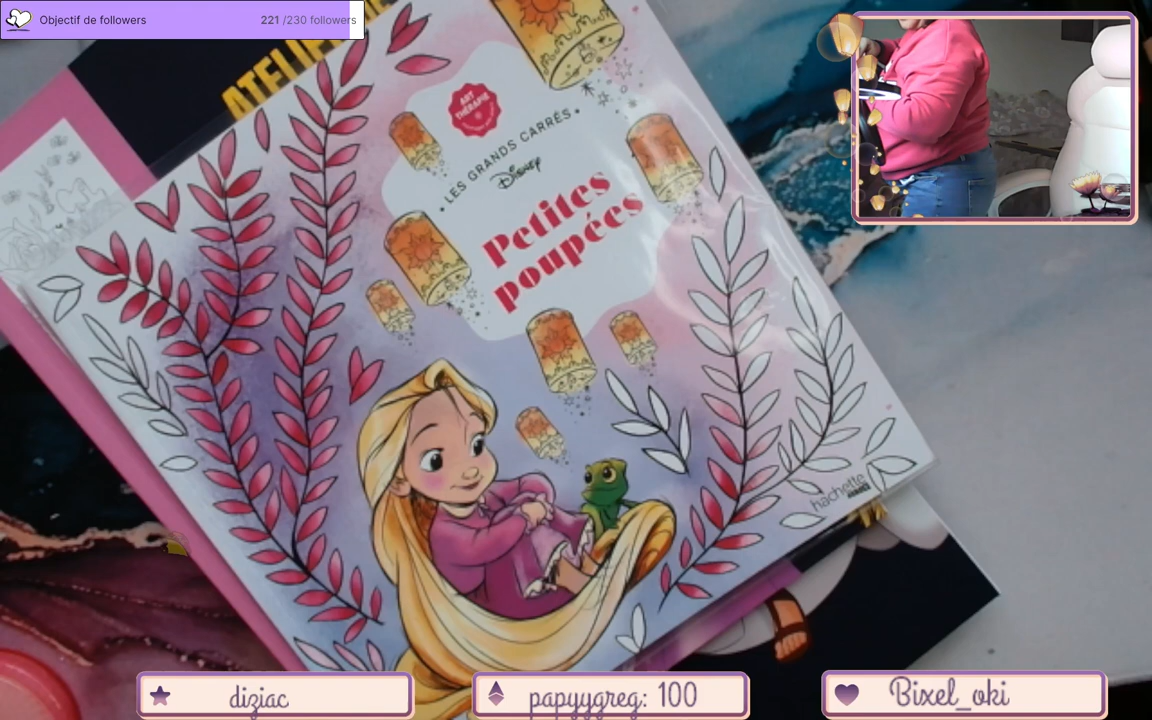 Objectif de followers 221 /230 followers
ATELIER
ART
THÉRAPIE
• LES GRANDS CARRÉS •
Disney
Petites
poupées
hachette
diziac
papyygreg: 100
Bixel_oki